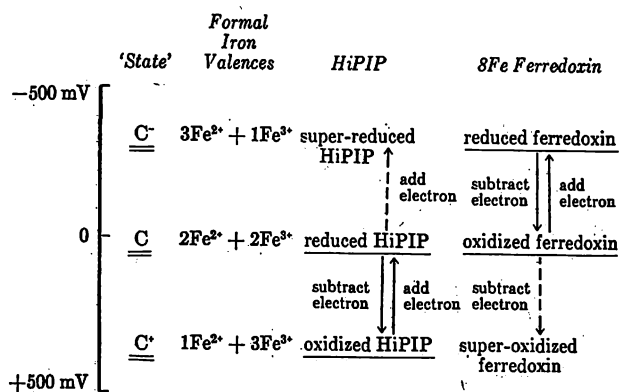 Formal
Iron
'State' Valences HiPIP 8Fe Ferredoxin
−500 mV
C⁻ 3Fe²⁺ + 1Fe³⁺ super-reduced HiPIP reduced ferredoxin
add electron subtract electron add electron
0 C 2Fe²⁺ + 2Fe³⁺ reduced HiPIP oxidized ferredoxin
subtract electron add electron subtract electron
C⁺ 1Fe²⁺ + 3Fe³⁺ oxidized HiPIP super-oxidized ferredoxin
+500 mV